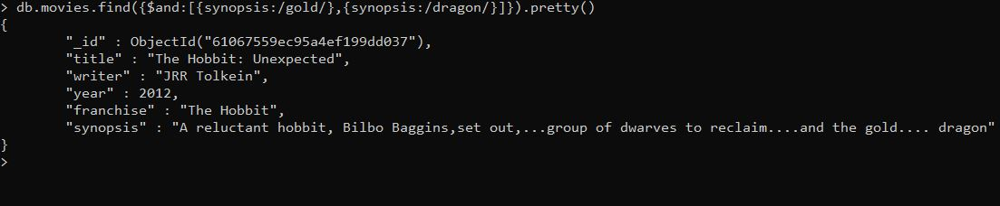 > db.movies.find({$and:[{synopsis:/gold/},{synopsis:/dragon/}]}).pretty()
{
"_id" : ObjectId("61067559ec95a4ef199dd037"),
"title" : "The Hobbit: Unexpected",
"writer" : "JRR Tolkein",
"year" : 2012,
"franchise" : "The Hobbit",
"synopsis" : "A reluctant hobbit, Bilbo Baggins,set out,...group of dwarves to reclaim....and the gold.... dragon"
}
>